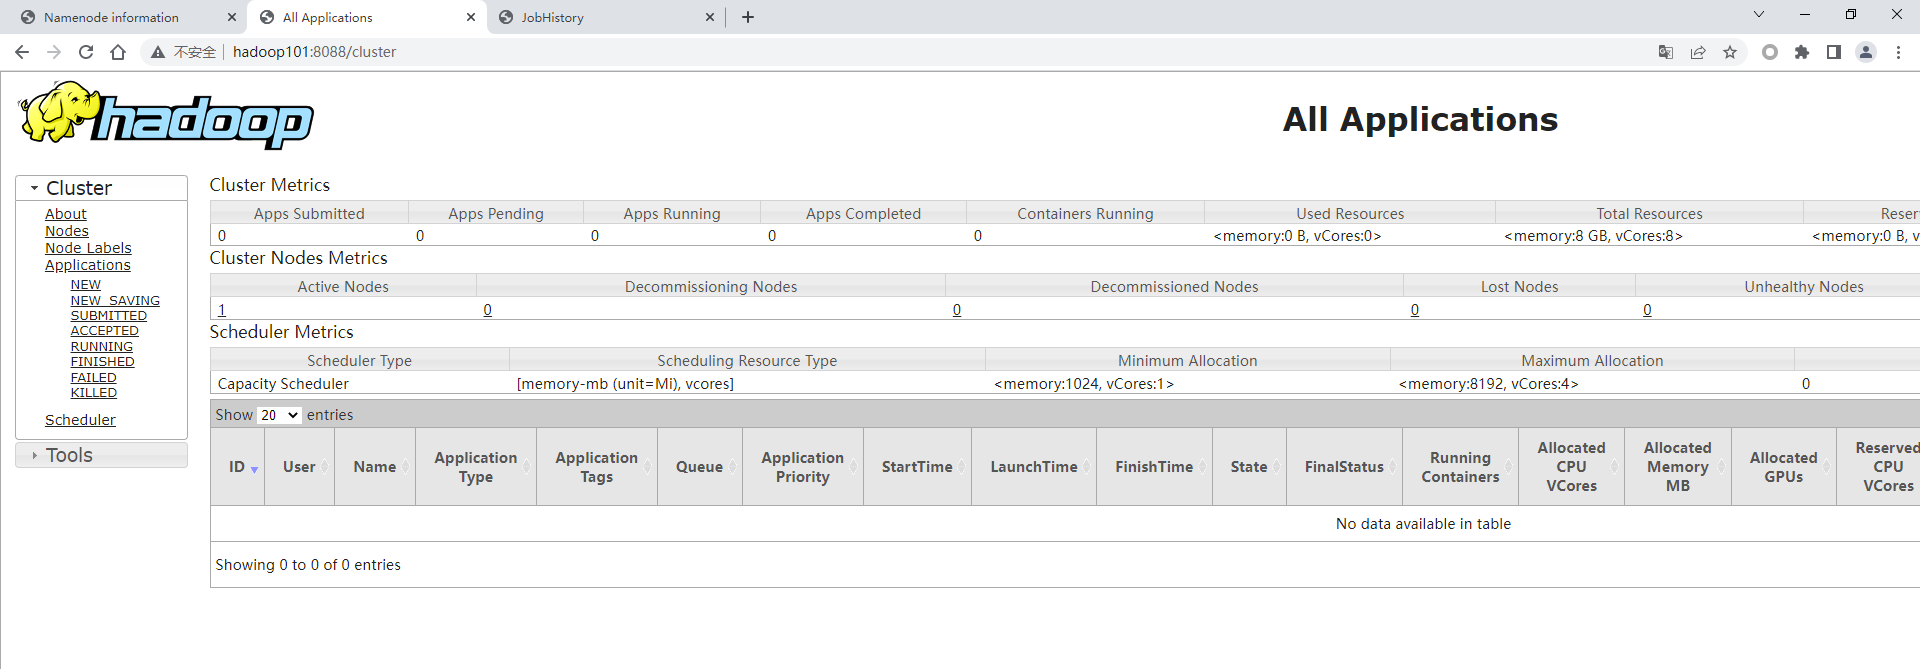 Namenode information
All Applications
JobHistory
不安全 hadoop101:8088/cluster
hadoop
All Applications
Cluster
About
Nodes
Node Labels
Applications
NEW
NEW_SAVING
SUBMITTED
ACCEPTED
RUNNING
FINISHED
FAILED
KILLED
Scheduler
Tools
Cluster Metrics
Apps Submitted Apps Pending Apps Running Apps Completed Containers Running Used Resources Total Resources Reser
0 0 0 0 0 <memory:0 B, vCores:0> <memory:8 GB, vCores:8> <memory:0 B, v
Cluster Nodes Metrics
Active Nodes Decommissioning Nodes Decommissioned Nodes Lost Nodes Unhealthy Nodes
1 0 0 0 0
Scheduler Metrics
Scheduler Type Scheduling Resource Type Minimum Allocation Maximum Allocation
Capacity Scheduler [memory-mb (unit=Mi), vcores] <memory:1024, vCores:1> <memory:8192, vCores:4> 0
Show 20 entries
ID User Name Application Type Application Tags Queue Application Priority StartTime LaunchTime FinishTime State FinalStatus Running Containers Allocated CPU VCores Allocated Memory MB Allocated GPUs Reserved CPU VCores
No data available in table
Showing 0 to 0 of 0 entries